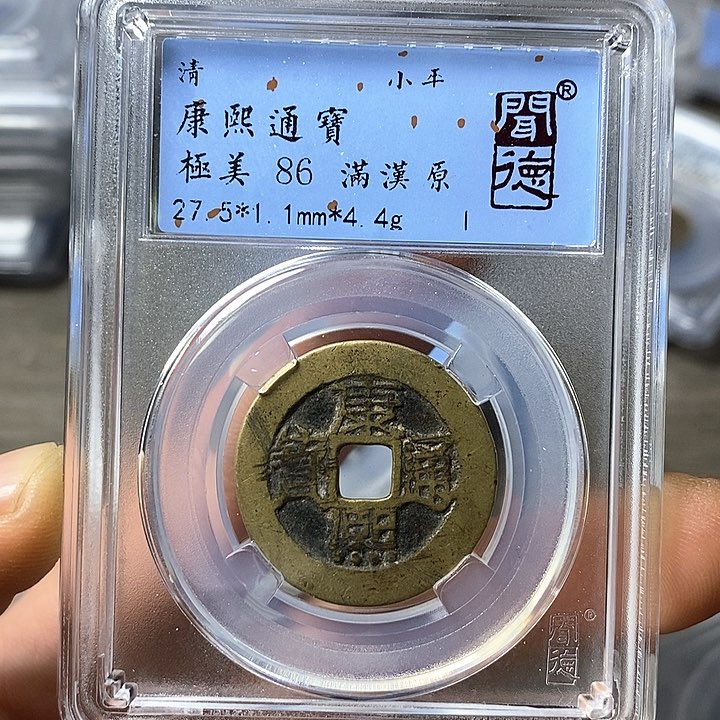 清 小平
康熙通寶
極美 86 滿漢原
27.5*1.1mm*4.4g
聞德®
康熙通寶
聞德®